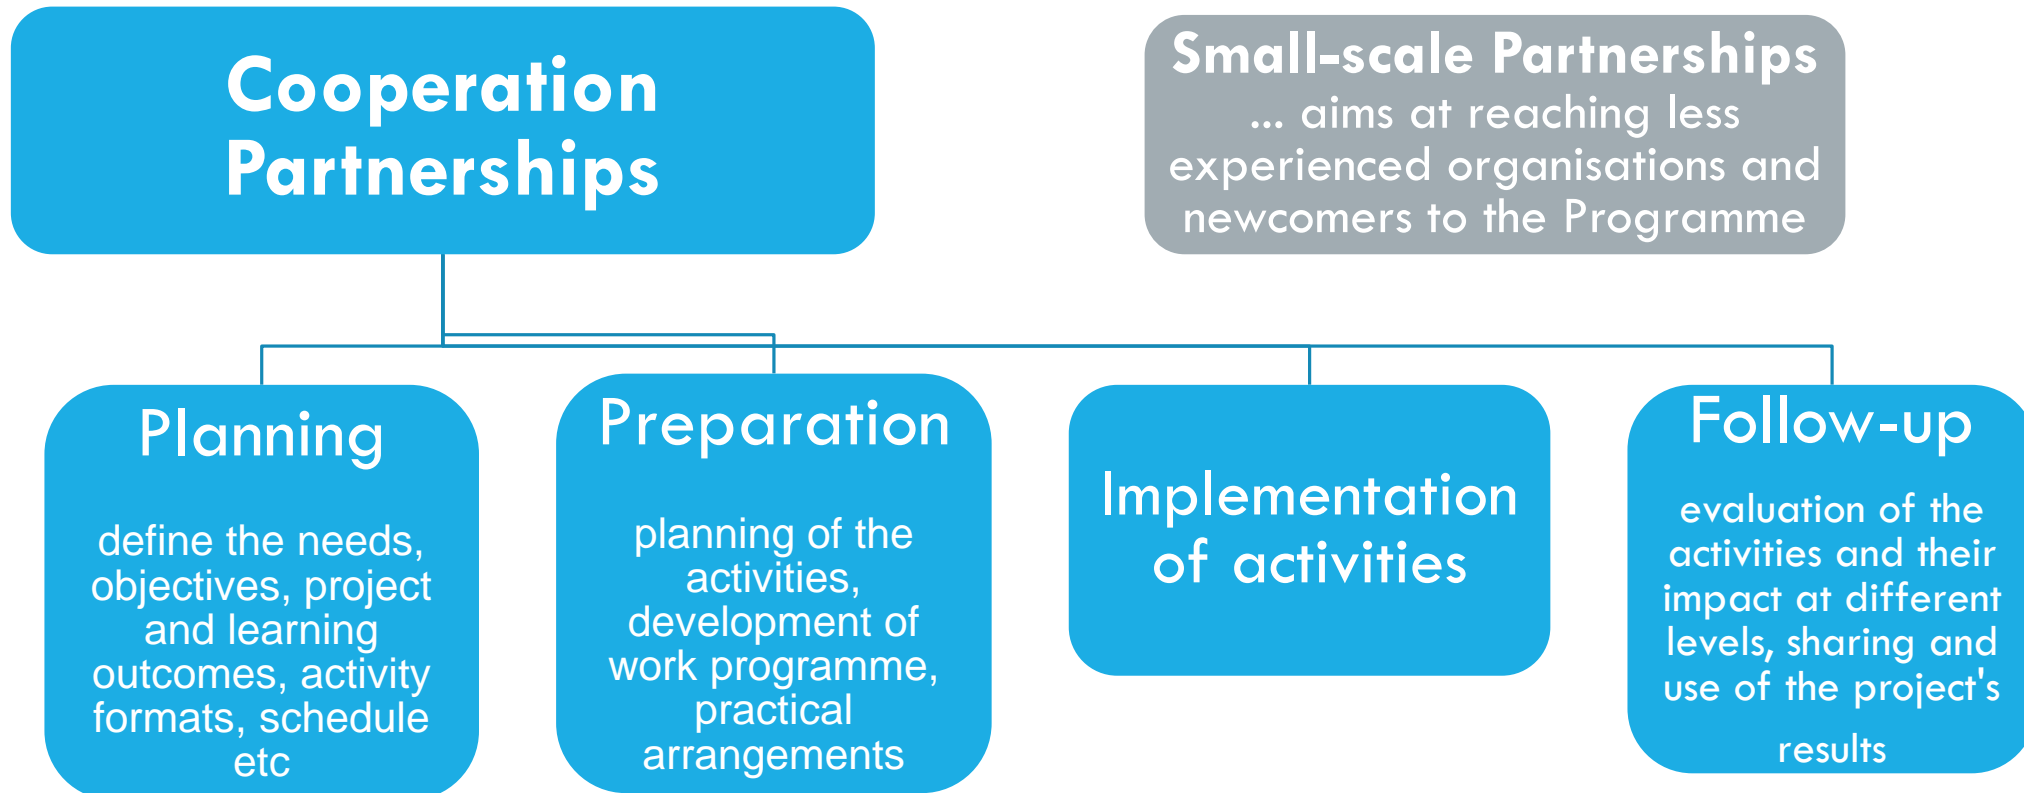 Cooperation
Partnerships
Small-scale Partnerships
... aims at reaching less
experienced organisations and
newcomers to the Programme
Planning
define the needs,
objectives, project
and learning
outcomes, activity
formats, schedule
etc
Preparation
planning of the
activities,
development of
work programme,
practical
arrangements
Implementation
of activities
Follow-up
evaluation of the
activities and their
impact at different
levels, sharing and
use of the project's
results